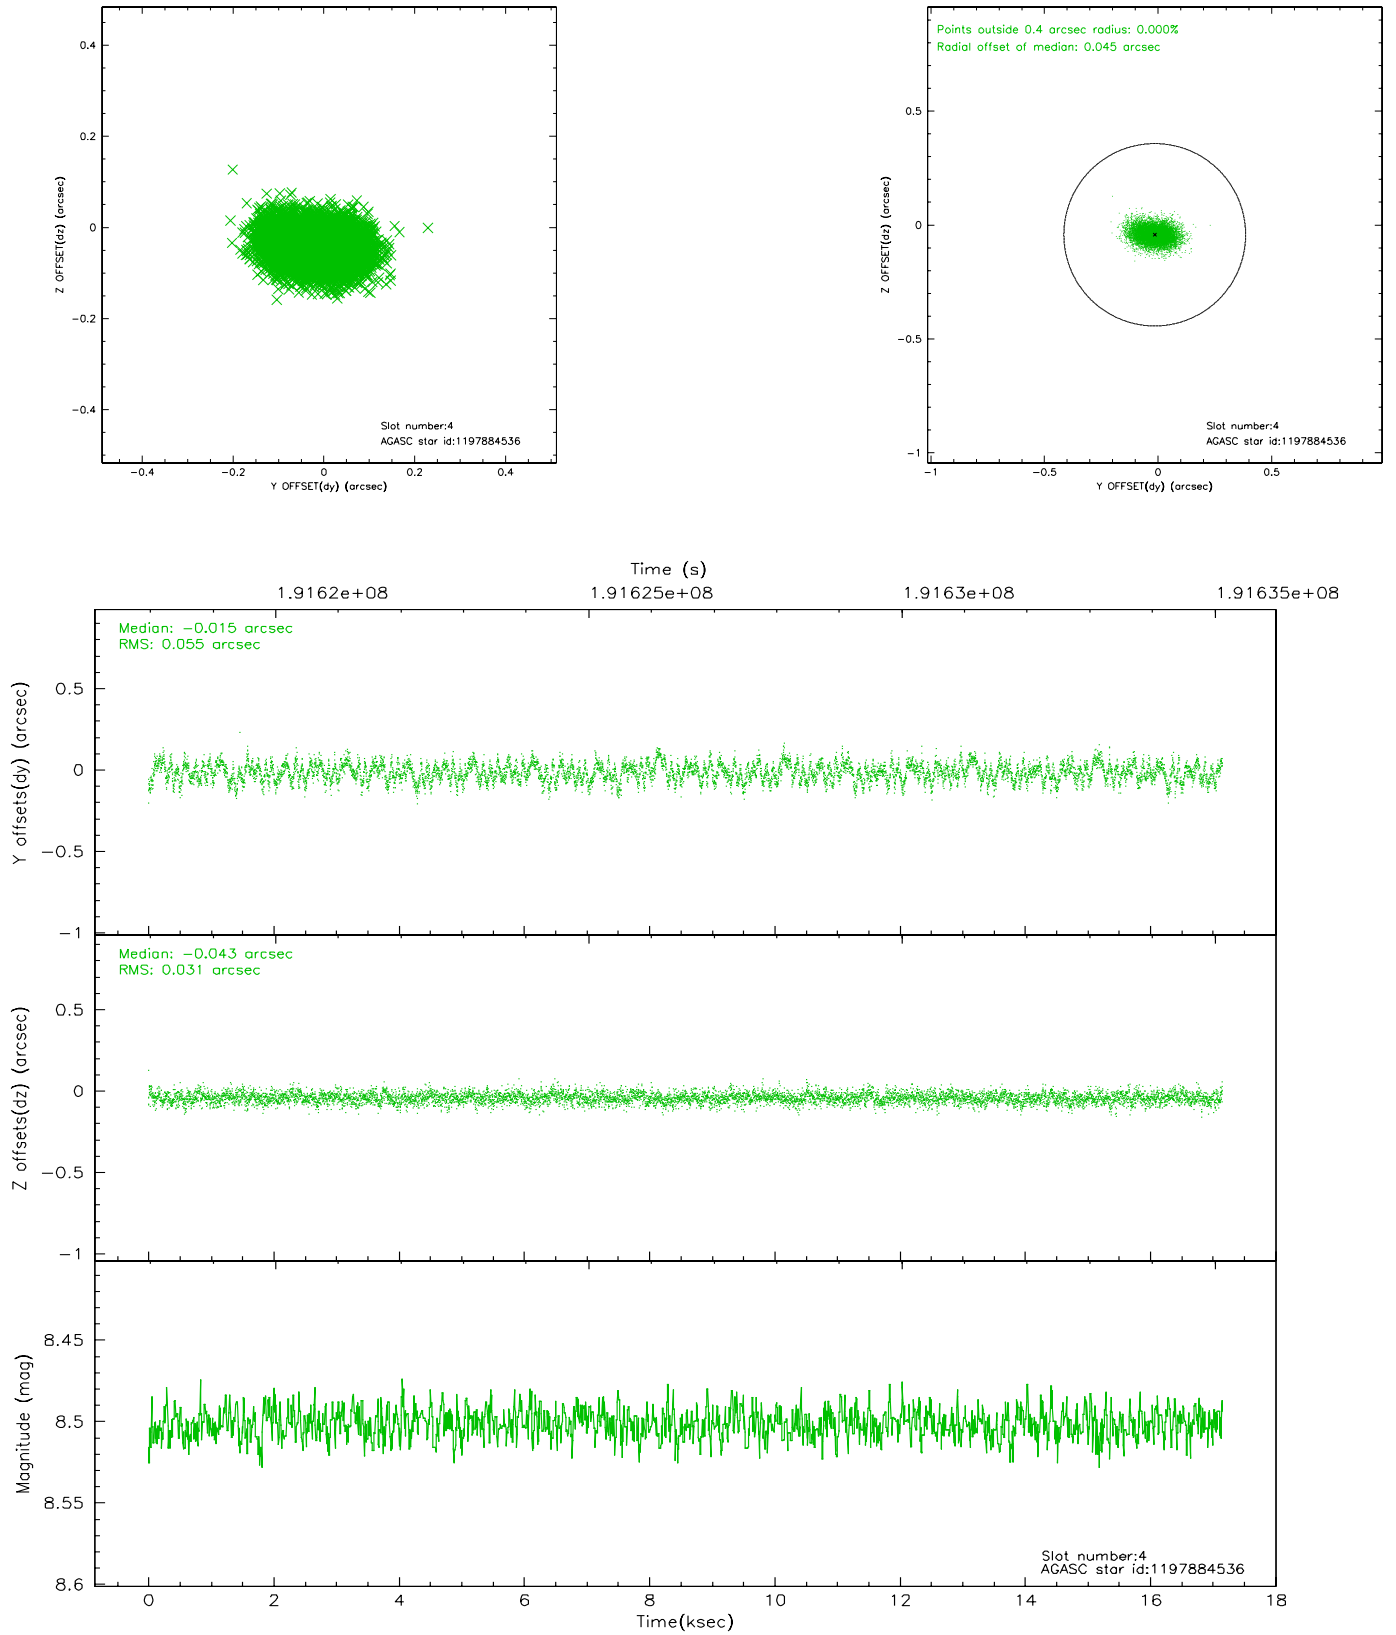 0.4
0.2
0
−0.2
−0.4
Z OFFSET(dz) (arcsec)
−0.4 −0.2 0 0.2 0.4
Y OFFSET(dy) (arcsec)
Slot number:4
AGASC star id:1197884536
Points outside 0.4 arcsec radius: 0.000%
Radial offset of median: 0.045 arcsec
0.5
0
−0.5
−1
Z OFFSET(dz) (arcsec)
−1 −0.5 0 0.5
Y OFFSET(dy) (arcsec)
Slot number:4
AGASC star id:1197884536
Time (s)
1.9162e+08 1.91625e+08 1.9163e+08 1.91635e+08
Median: −0.015 arcsec
RMS: 0.055 arcsec
0.5
0
−0.5
−1
Y offsets(dy) (arcsec)
Median: −0.043 arcsec
RMS: 0.031 arcsec
0.5
0
−0.5
−1
Z offsets(dz) (arcsec)
8.45
8.5
8.55
8.6
Magnitude (mag)
Slot number:4
AGASC star id:1197884536
0 2 4 6 8 10 12 14 16 18
Time(ksec)